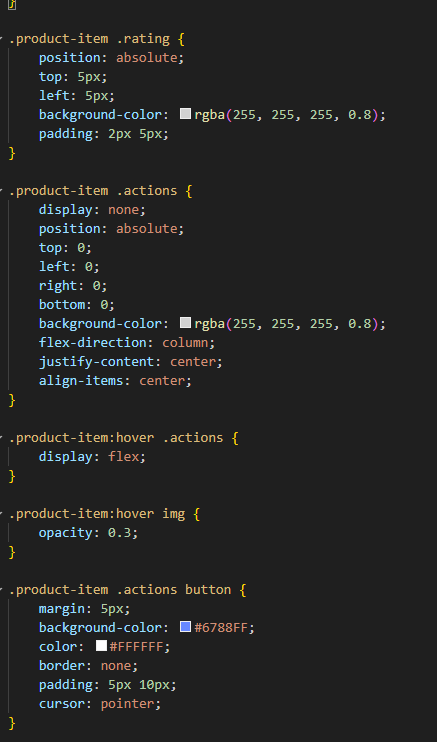 }
.product-item .rating {
position: absolute;
top: 5px;
left: 5px;
background-color: rgba(255, 255, 255, 0.8);
padding: 2px 5px;
}
.product-item .actions {
display: none;
position: absolute;
top: 0;
left: 0;
right: 0;
bottom: 0;
background-color: rgba(255, 255, 255, 0.8);
flex-direction: column;
justify-content: center;
align-items: center;
}
.product-item:hover .actions {
display: flex;
}
.product-item:hover img {
opacity: 0.3;
}
.product-item .actions button {
margin: 5px;
background-color: #6788FF;
color: #FFFFFF;
border: none;
padding: 5px 10px;
cursor: pointer;
}